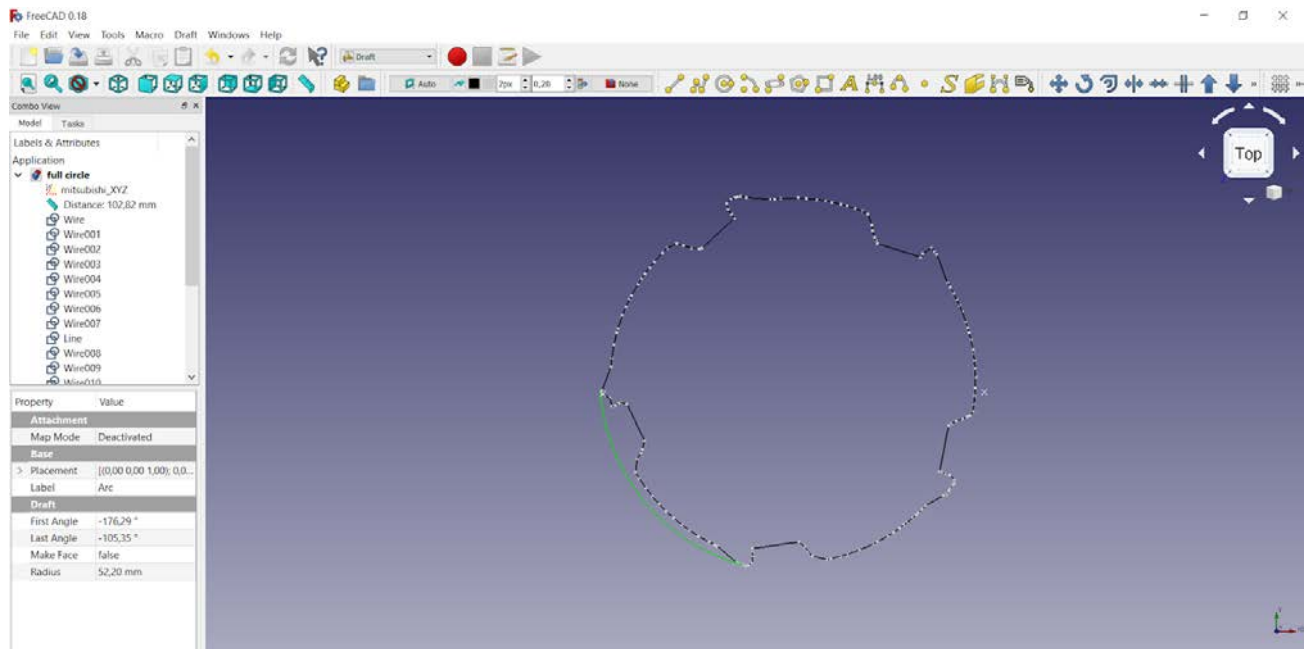 FreeCAD 0.18
File Edit View Tools Macro Draft Windows Help
Draft
Auto 7px 0,20 None
Combo View
Model Tasks
Labels & Attributes
Application
full circle
mitsubishi_XYZ
Distance: 102,82 mm
Wire
Wire001
Wire002
Wire003
Wire004
Wire005
Wire006
Wire007
Line
Wire008
Wire009
Wire010
Property Value
Attachment
Map Mode Deactivated
Base
Placement [(0,00 0,00 1,00); 0,0...
Label Arc
Draft
First Angle -176,29 °
Last Angle -105,35 °
Make Face false
Radius 52,20 mm
Top